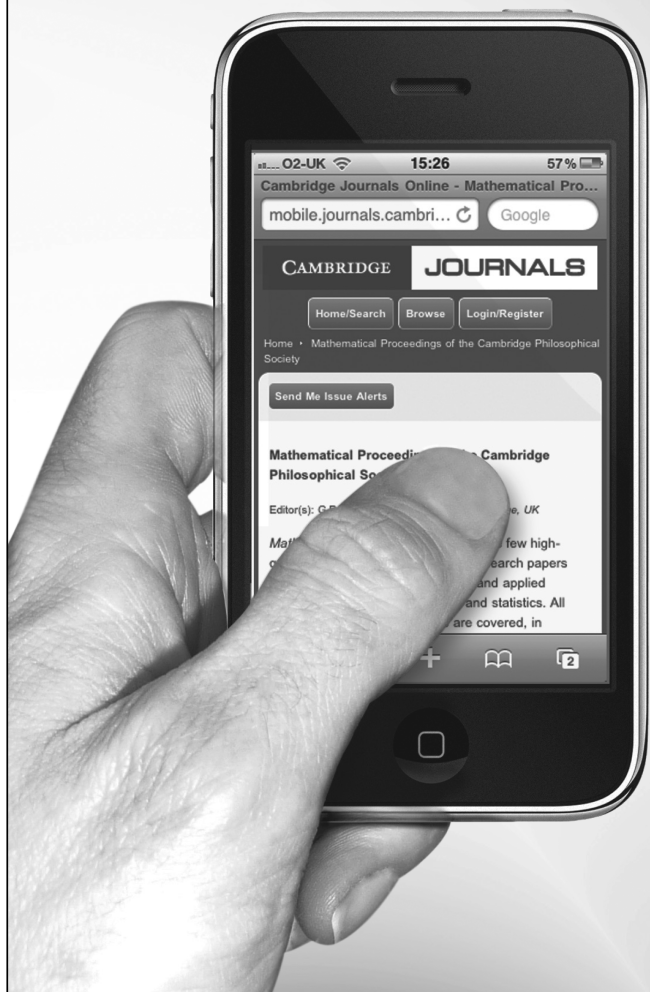 O2-UK 15:26 57%
Cambridge Journals Online - Mathematical Pro...
mobile.journals.cambri... Google
CAMBRIDGE JOURNALS
Home/Search Browse Login/Register
Home • Mathematical Proceedings of the Cambridge Philosophical
Society
Send Me Issue Alerts
Mathematical Cambridge
Philosophical
Editor(s): UK
few high-
earch papers
and applied
and statistics. All
are covered, in
2